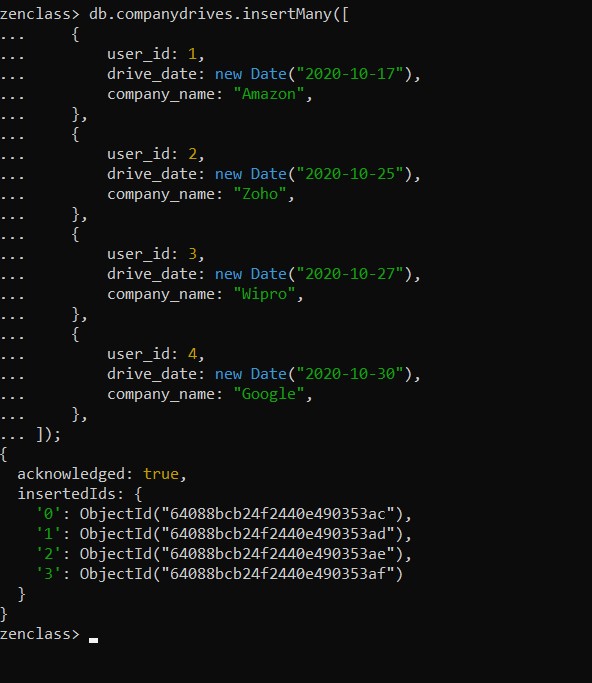 zenclass> db.companydrives.insertMany([
...     {
...         user_id: 1,
...         drive_date: new Date("2020-10-17"),
...         company_name: "Amazon",
...     },
...     {
...         user_id: 2,
...         drive_date: new Date("2020-10-25"),
...         company_name: "Zoho",
...     },
...     {
...         user_id: 3,
...         drive_date: new Date("2020-10-27"),
...         company_name: "Wipro",
...     },
...     {
...         user_id: 4,
...         drive_date: new Date("2020-10-30"),
...         company_name: "Google",
...     },
... ]);
{
  acknowledged: true,
  insertedIds: {
    '0': ObjectId("64088bcb24f2440e490353ac"),
    '1': ObjectId("64088bcb24f2440e490353ad"),
    '2': ObjectId("64088bcb24f2440e490353ae"),
    '3': ObjectId("64088bcb24f2440e490353af")
  }
}
zenclass>